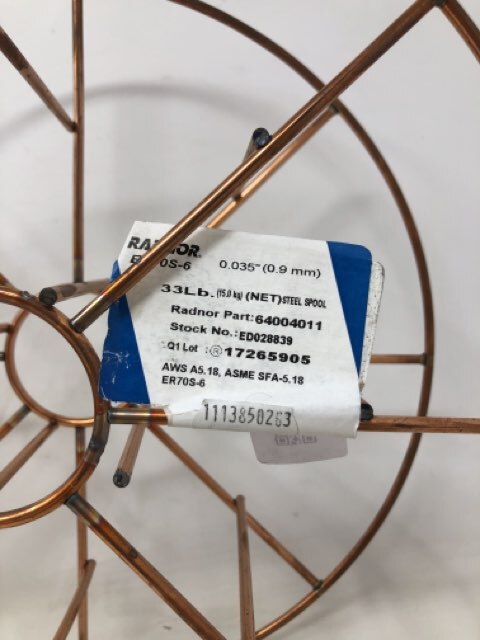 RADNOR
ER70S-6 0.035" (0.9 mm)
33Lb. (15.0 kg) (NET) STEEL SPOOL
Radnor Part: 64004011
Stock No.: ED028839
Q1 Lot : Ⓡ 17265905
AWS A5.18, ASME SFA-5.18
ER70S-6